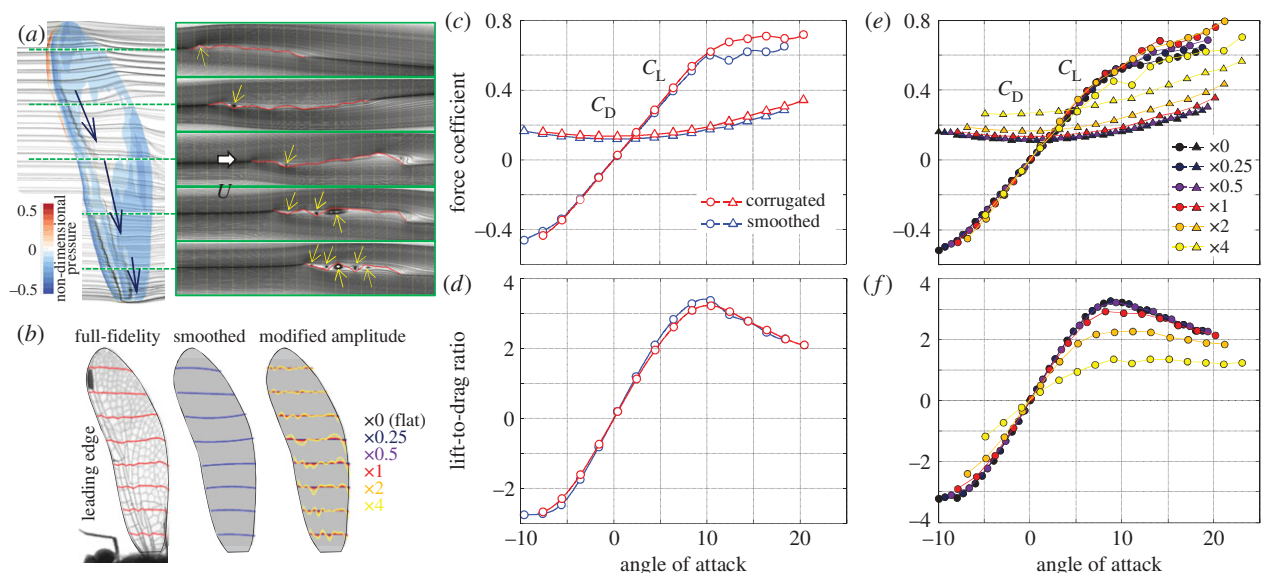 (a)
U
0.5
0
−0.5
non-dimensional
pressure
(b)
full-fidelity
smoothed
modified amplitude
leading edge
×0 (flat)
×0.25
×0.5
×1
×2
×4
(c)
force coefficient
0.8
0.4
0
−0.4
CL
CD
corrugated
smoothed
(d)
lift-to-drag ratio
4
2
0
−2
−10
0
10
20
angle of attack
(e)
0.8
0.4
0
−0.4
CL
CD
×0
×0.25
×0.5
×1
×2
×4
(f)
4
2
0
−2
−4
−10
0
10
20
angle of attack